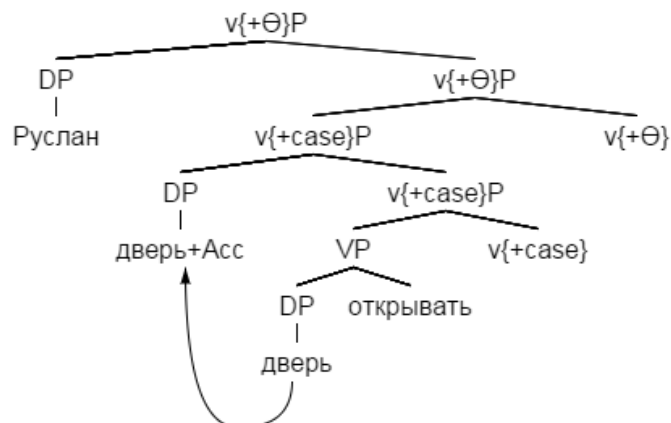 v{+Ө}P
DP v{+Ө}P
Руслан v{+case}P v{+Ө}
DP v{+case}P
дверь+Acc VP v{+case}
DP открывать
дверь